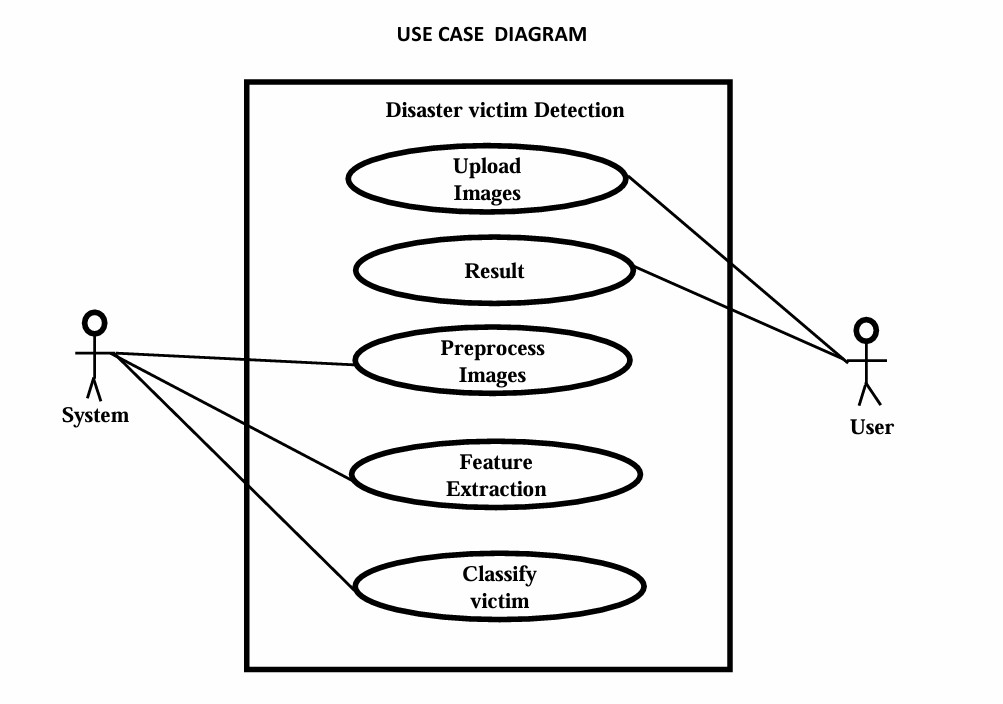 USE CASE DIAGRAM
Disaster victim Detection
Upload
Images
Result
Preprocess
Images
System
User
Feature
Extraction
Classify
victim